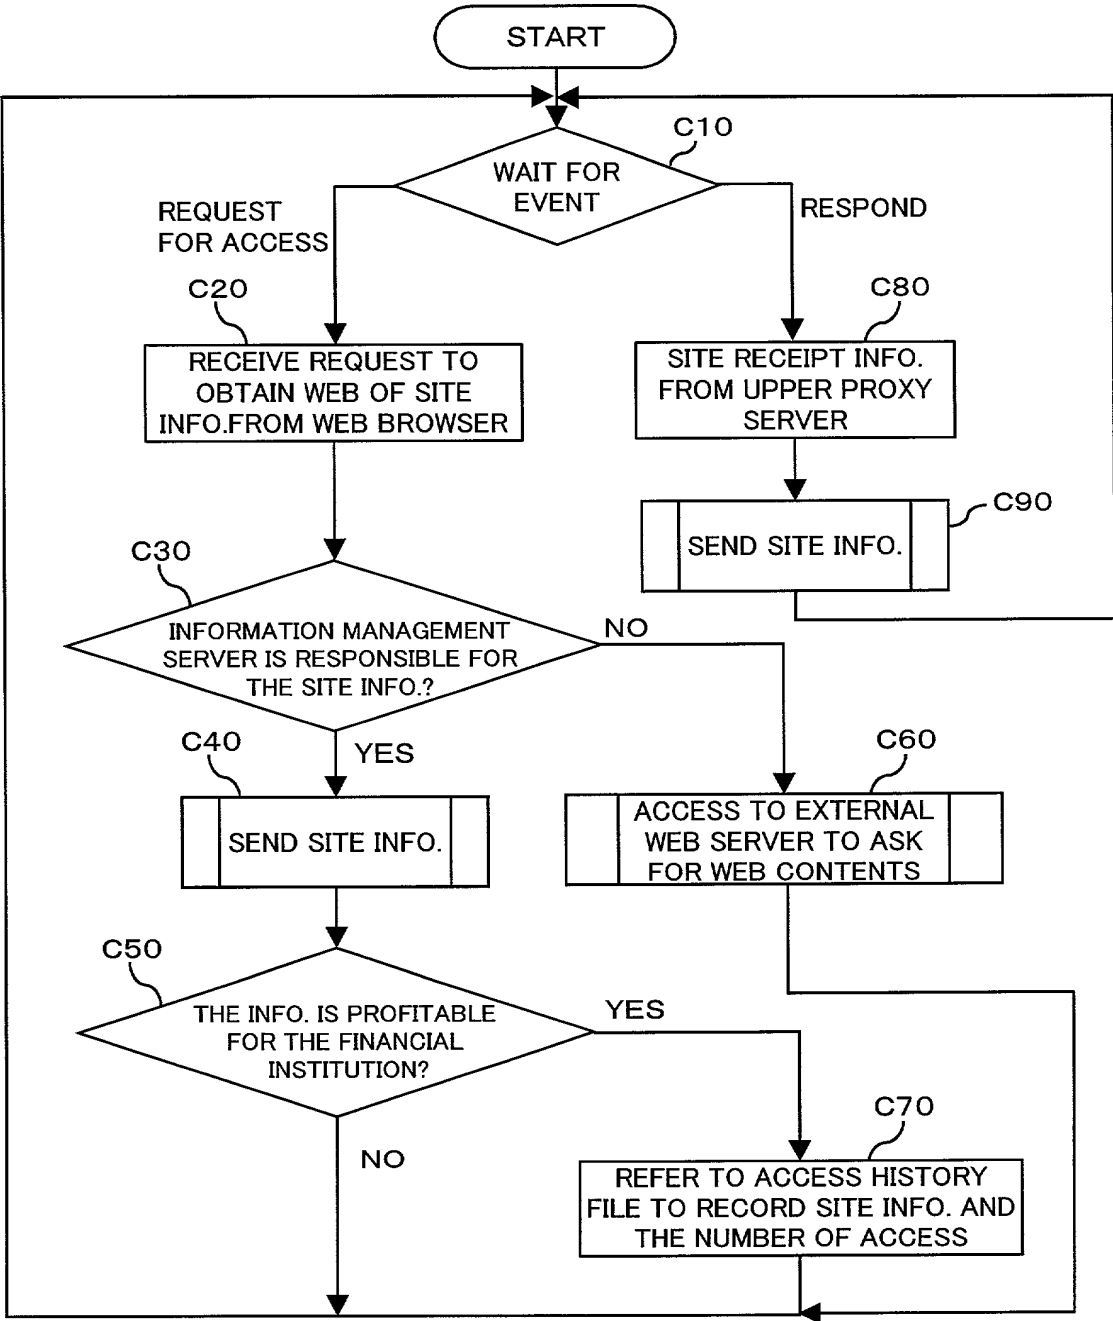 START
C10
WAIT FOR
EVENT
REQUEST
FOR ACCESS
RESPOND
C20
RECEIVE REQUEST TO
OBTAIN WEB OF SITE
INFO.FROM WEB BROWSER
C80
SITE RECEIPT INFO.
FROM UPPER PROXY
SERVER
C90
SEND SITE INFO.
C30
INFORMATION MANAGEMENT
SERVER IS RESPONSIBLE FOR
THE SITE INFO.?
NO
YES
C40
SEND SITE INFO.
C60
ACCESS TO EXTERNAL
WEB SERVER TO ASK
FOR WEB CONTENTS
C50
THE INFO. IS PROFITABLE
FOR THE FINANCIAL
INSTITUTION?
YES
NO
C70
REFER TO ACCESS HISTORY
FILE TO RECORD SITE INFO. AND
THE NUMBER OF ACCESS